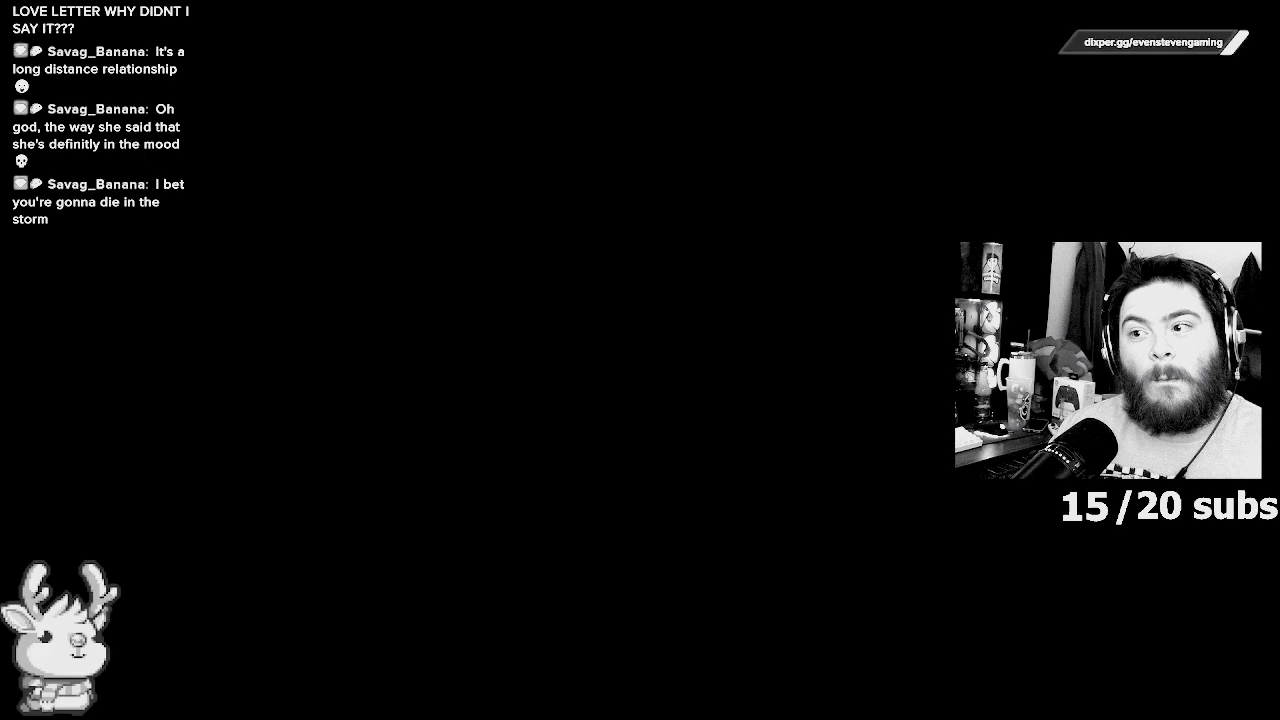 LOVE LETTER WHY DIDNT I
SAY IT???
Savag_Banana: It's a
long distance relationship
Savag_Banana: Oh
god, the way she said that
she's definitly in the mood
Savag_Banana: I bet
you're gonna die in the
storm
dixper.gg/evenstevengaming
15/20 subs